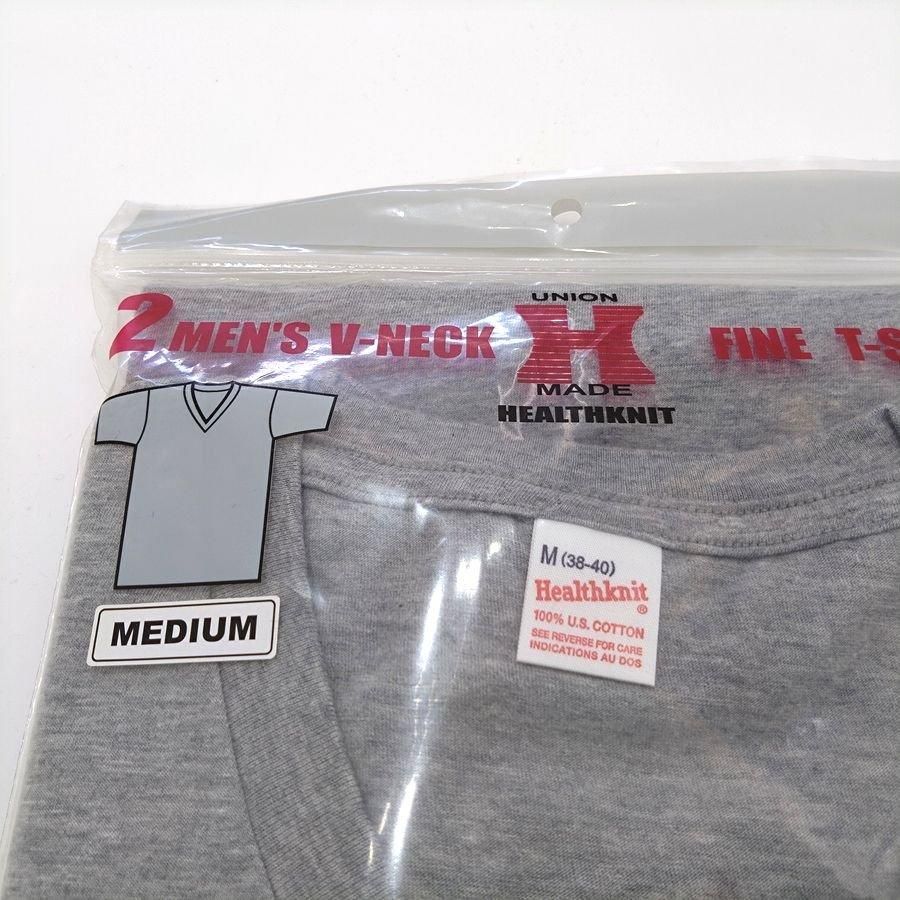 2 MEN'S V-NECK
UNION
H
MADE
HEALTHKNIT
FINE T-S
MEDIUM
M (38-40)
Healthknit®
100% U.S. COTTON
SEE REVERSE FOR CARE
INDICATIONS AU DOS